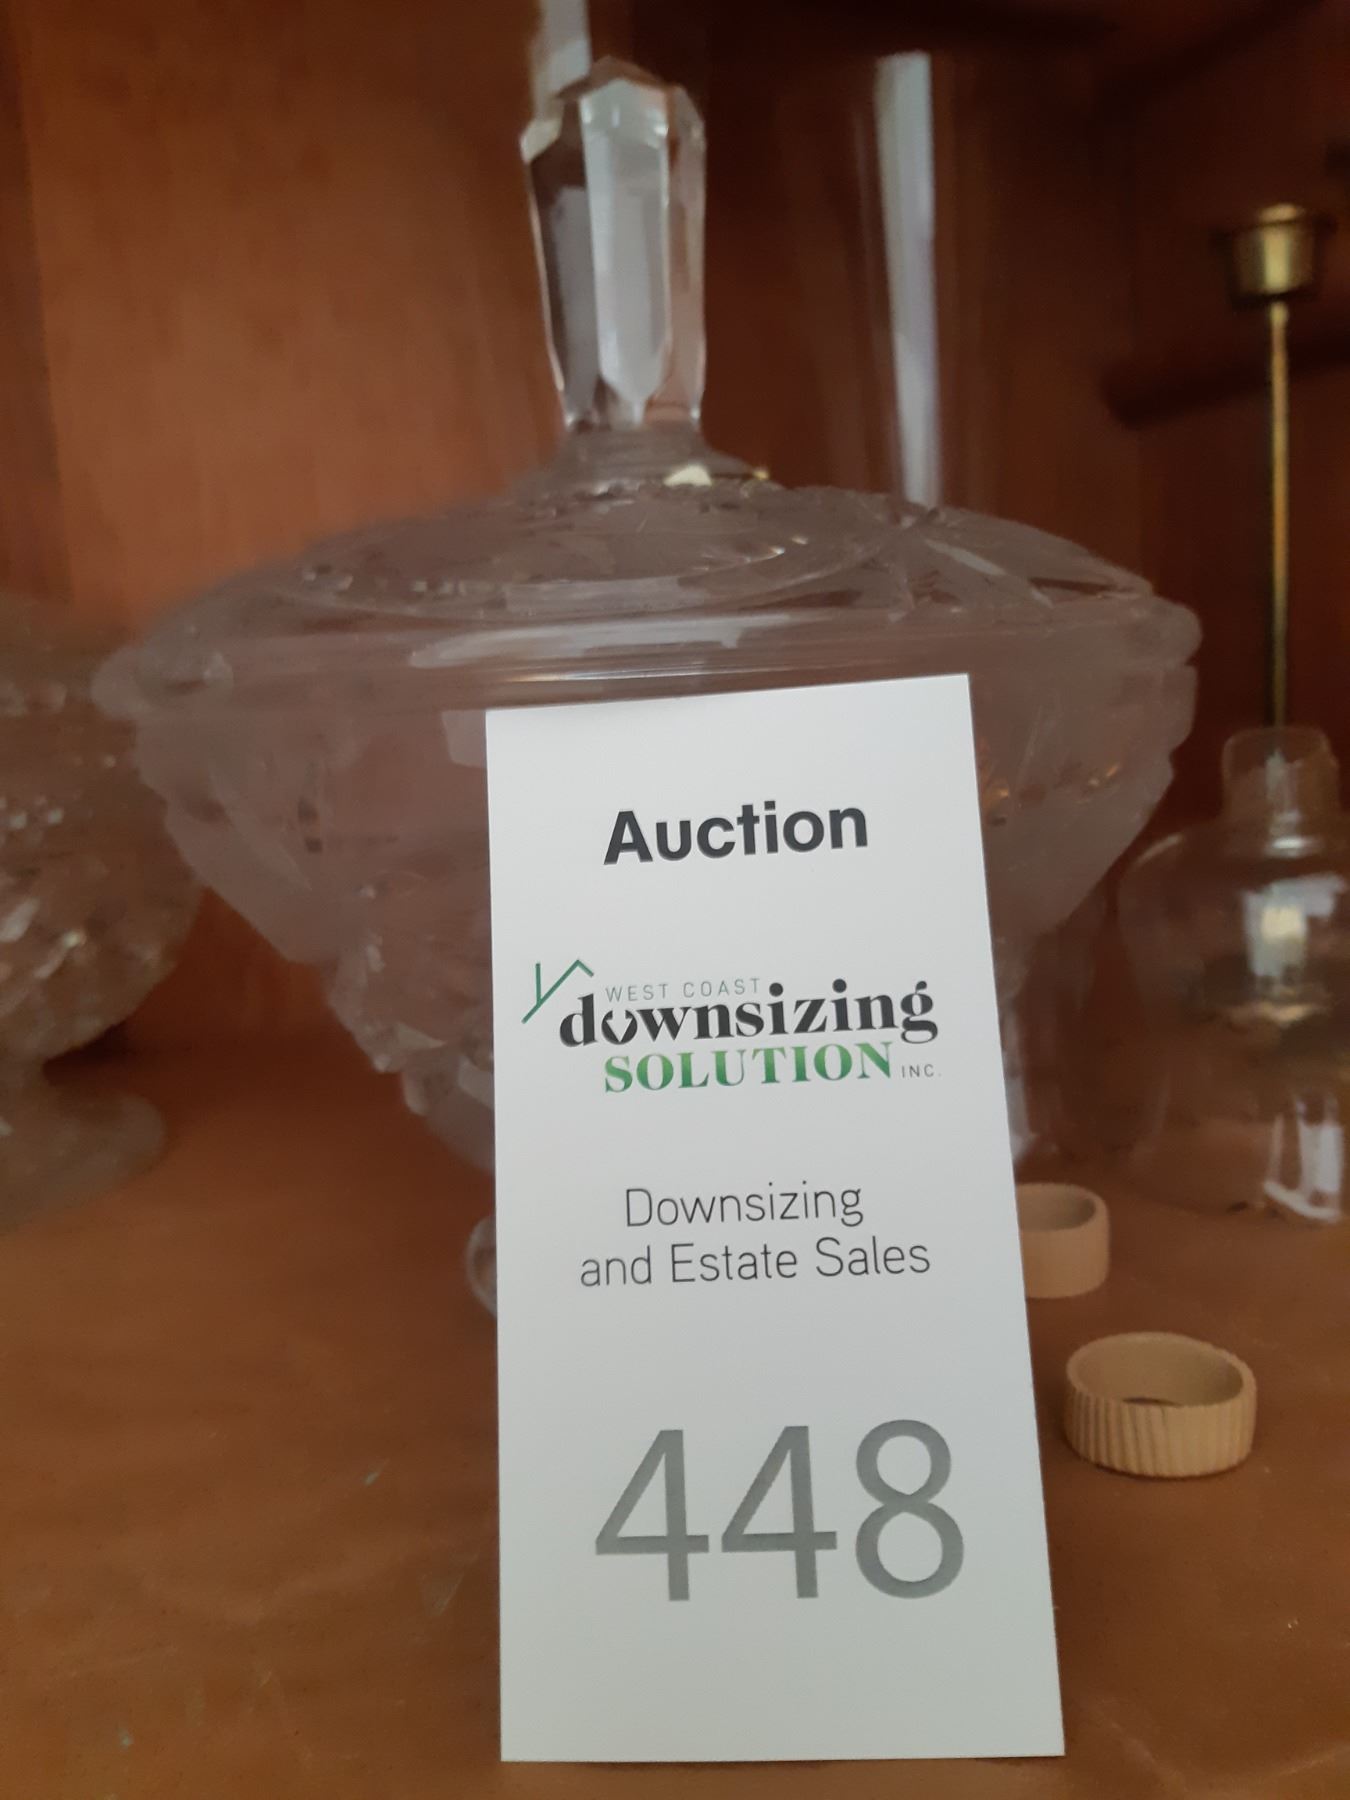 Auction
WEST COAST
downsizing
SOLUTION INC.
Downsizing
and Estate Sales
448